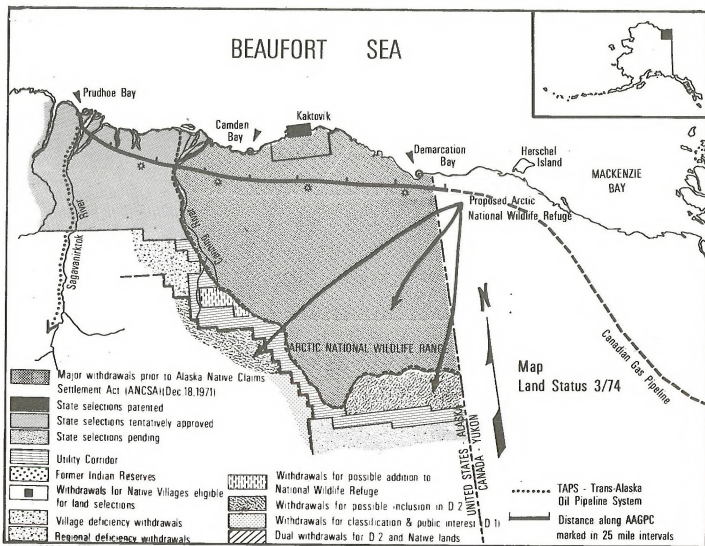 BEAUFORT SEA
Prudhoe Bay
Camden Bay
Kaktovik
Demarcation Bay
Herschel Island
MACKENZIE BAY
Proposed Arctic National Wildlife Refuge
Sagavanirktok River
Canning River
ARCTIC NATIONAL WILDLIFE RANG
N
Canadian Gas Pipeline
Map
Land Status 3/74
UNITED STATES - ALASKA
CANADA - YUKON
Major withdrawals prior to Alaska Native Claims
Settlement Act (ANCSA)(Dec 18,1971)
State selections patented
State selections tentatively approved
State selections pending
Utility Corridor
Former Indian Reserves
Withdrawals for Native Villages eligible
for land selections
Village deficiency withdrawals
Regional deficiency withdrawals
Withdrawals for possible addition to
National Wildlife Refuge
Withdrawals for possible inclusion in D 2
Withdrawals for classification & public interest (D 1)
Dual withdrawals for D 2 and Native lands
TAPS - Trans-Alaska
Oil Pipeline System
Distance along AAGPC
marked in 25 mile intervals